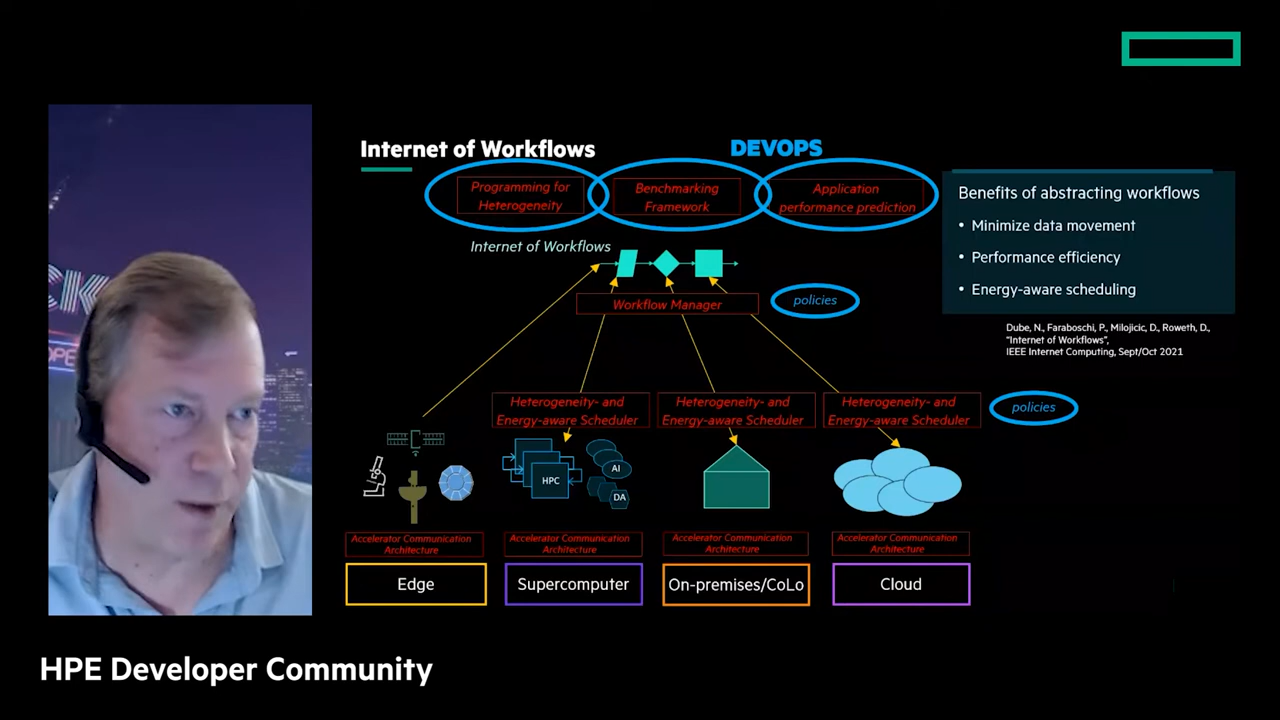 Internet of Workflows
DEVOPS
Programming for
Heterogeneity
Benchmarking
Framework
Application
performance prediction
Internet of Workflows
Workflow Manager
policies
Benefits of abstracting workflows
• Minimize data movement
• Performance efficiency
• Energy-aware scheduling
Dube, N., Faraboschi, P., Milojicic, D., Roweth, D.,
"Internet of Workflows",
IEEE Internet Computing, Sept/Oct 2021
Heterogeneity- and
Energy-aware Scheduler
Heterogeneity- and
Energy-aware Scheduler
Heterogeneity- and
Energy-aware Scheduler
policies
HPC
AI
DA
Accelerator Communication
Architecture
Accelerator Communication
Architecture
Accelerator Communication
Architecture
Accelerator Communication
Architecture
Edge
Supercomputer
On-premises/CoLo
Cloud
HPE Developer Community